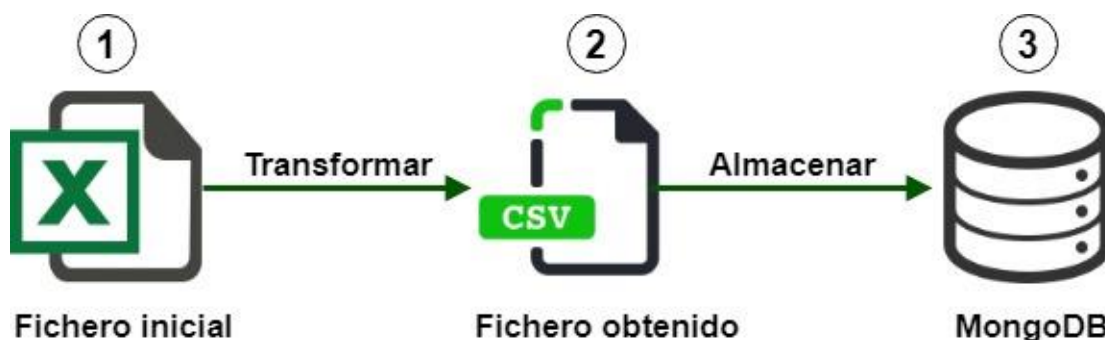 1
2
3
X
Transformar
CSV
Almacenar
Fichero inicial
Fichero obtenido
MongoDB